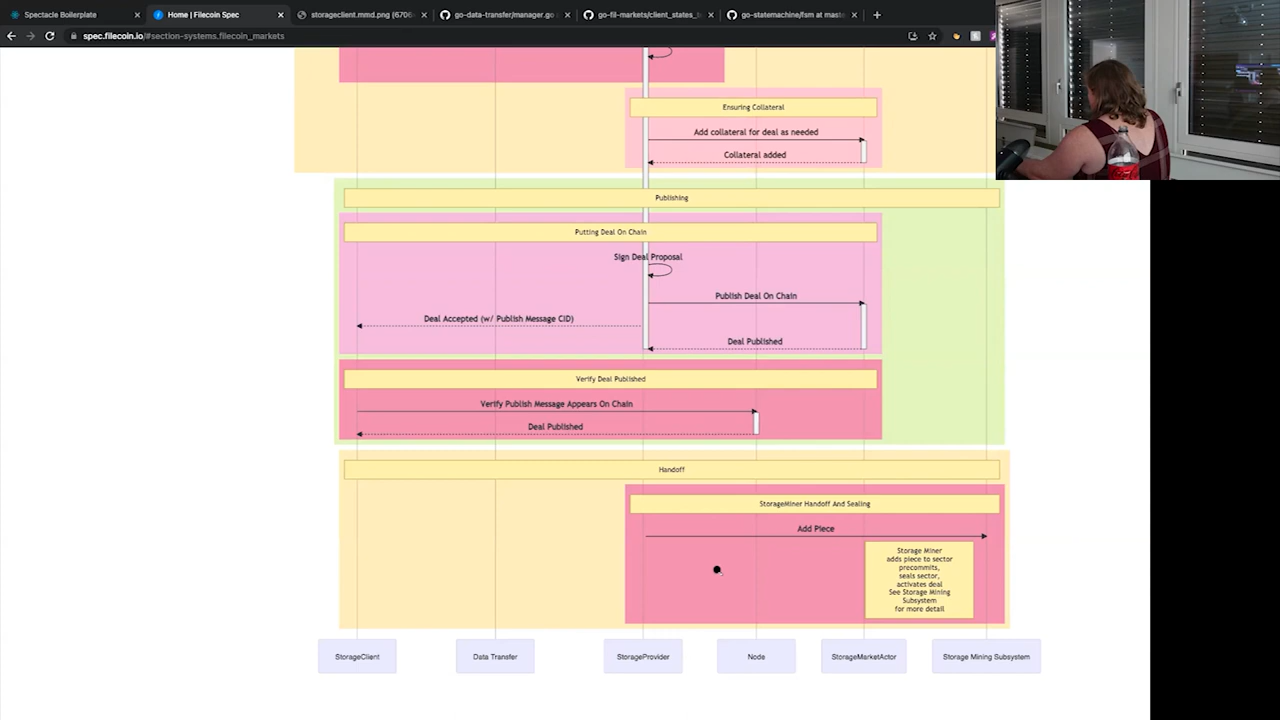 Spectacle Boilerplate
Home | Filecoin Spec
storageclient.mmd.png (6706
go-data-transfer/manager.go
go-fil-markets/client_states_
go-statemachine/fsm at mast
spec.filecoin.io/#section-systems.filecoin_markets
Ensuring Collateral
Add collateral for deal as needed
Collateral added
Publishing
Putting Deal On Chain
Sign Deal Proposal
Publish Deal On Chain
Deal Accepted (w/ Publish Message CID)
Deal Published
Verify Deal Published
Verify Publish Message Appears On Chain
Deal Published
Handoff
StorageMiner Handoff And Sealing
Add Piece
Storage Miner
adds piece to sector
precommits,
seals sector,
activates deal
See Storage Mining
Subsystem
for more detail
StorageClient
Data Transfer
StorageProvider
Node
StorageMarketActor
Storage Mining Subsystem